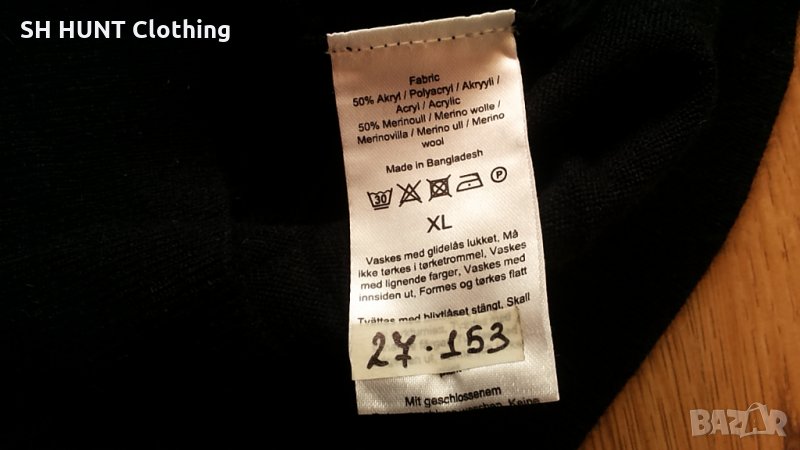 SH HUNT Clothing
Fabric
50% Akryl / Polyacryl / Akryyli /
Acryl / Acrylic
50% Merinoull / Merino wolle /
Merinovilla / Merino ull / Merino
wool
Made in Bangladesh
30 P
XL
Vaskes med glidelås lukket, Må
ikke tørkes i tørketrommel, Vaskes
med lignende farger, Vaskes med
innsiden ut, Formes og tørkes flatt
Tvättas med blixtlåset stängt. Skall
27.153
Mit geschlossenem
Keine
BAZAR